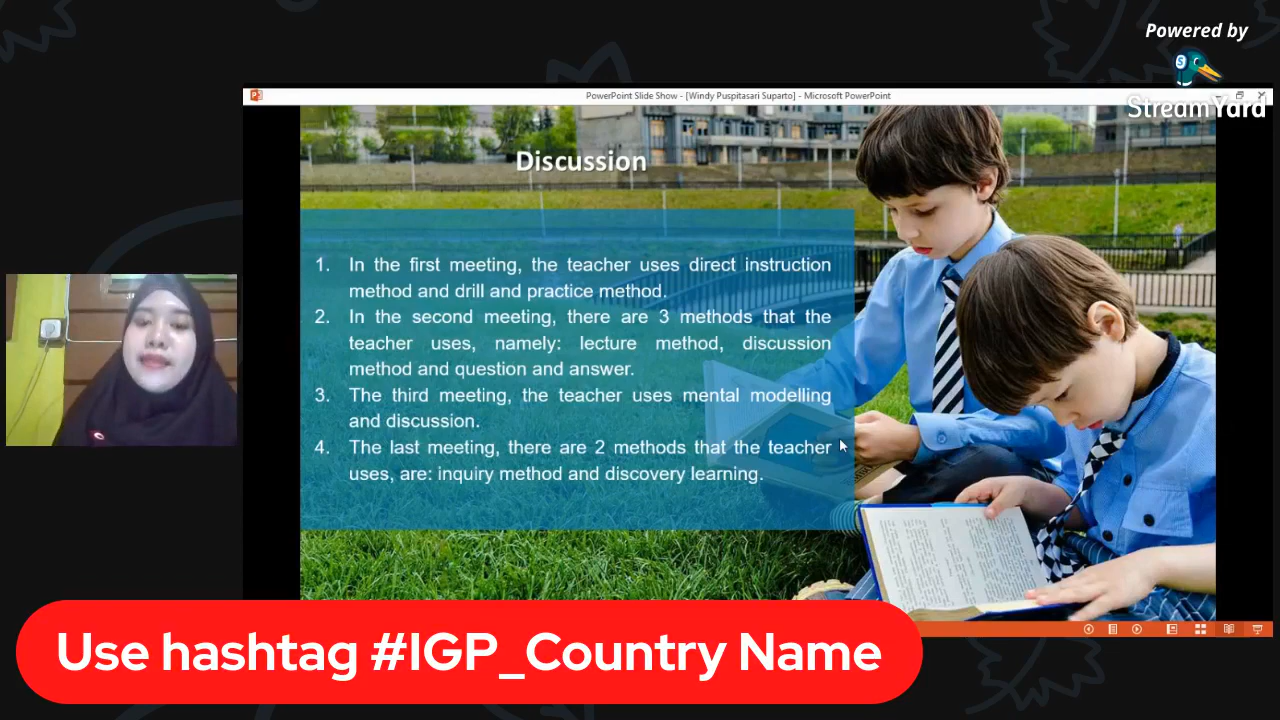 Powered by
StreamYard
PowerPoint Slide Show - [Windy Puspitasari Suparto] - Microsoft PowerPoint
Discussion
1. In the first meeting, the teacher uses direct instruction
method and drill and practice method.
2. In the second meeting, there are 3 methods that the
teacher uses, namely: lecture method, discussion
method and question and answer.
3. The third meeting, the teacher uses mental modelling
and discussion.
4. The last meeting, there are 2 methods that the teacher
uses, are: inquiry method and discovery learning.
Use hashtag #IGP_Country Name